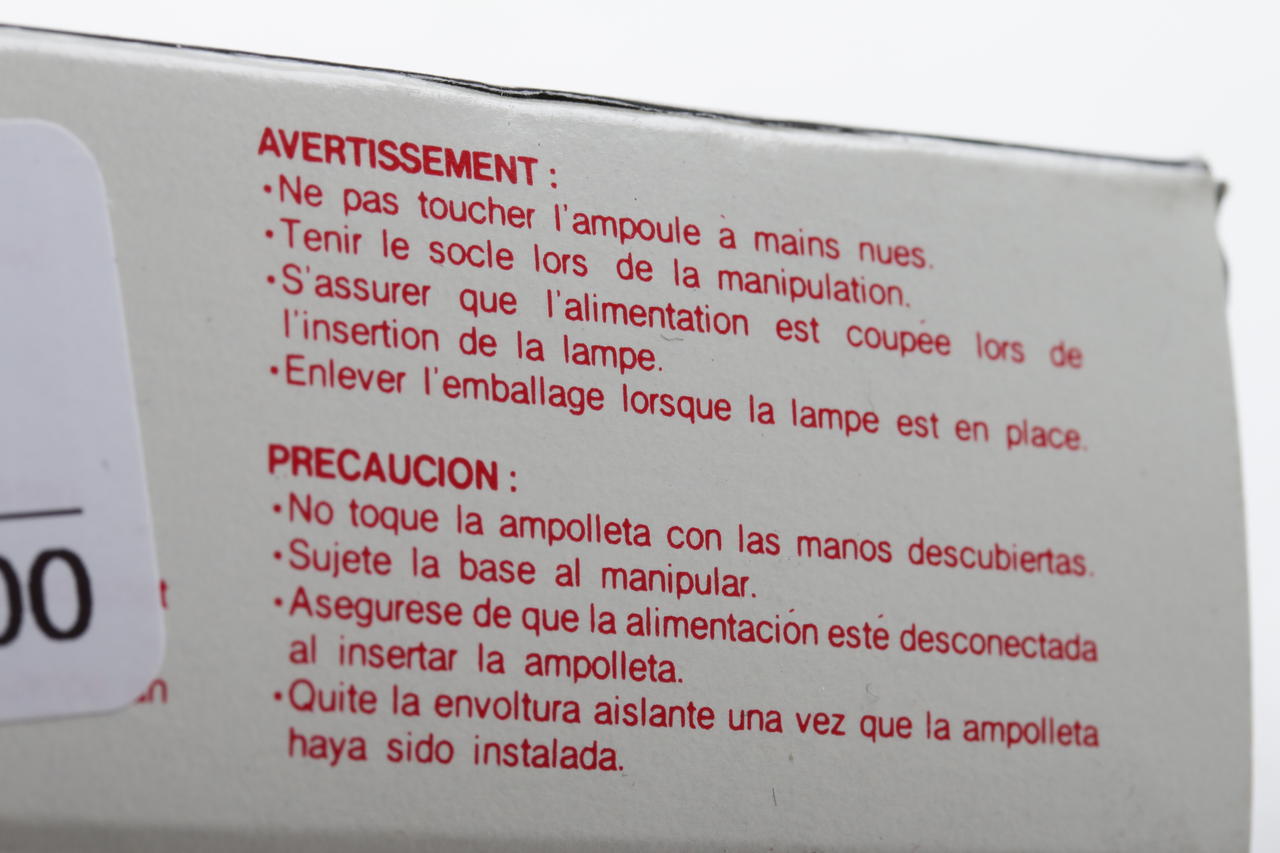 AVERTISSEMENT :
•Ne pas toucher l'ampoule à mains nues.
•Tenir le socle lors de la manipulation.
•S'assurer que l'alimentation est coupée lors de
l'insertion de la lampe.
•Enlever l'emballage lorsque la lampe est en place.
PRECAUCION :
•No toque la ampolleta con las manos descubiertas.
•Sujete la base al manipular.
•Asegurese de que la alimentación esté desconectada
al insertar la ampolleta.
•Quite la envoltura aislante una vez que la ampolleta
haya sido instalada.
00